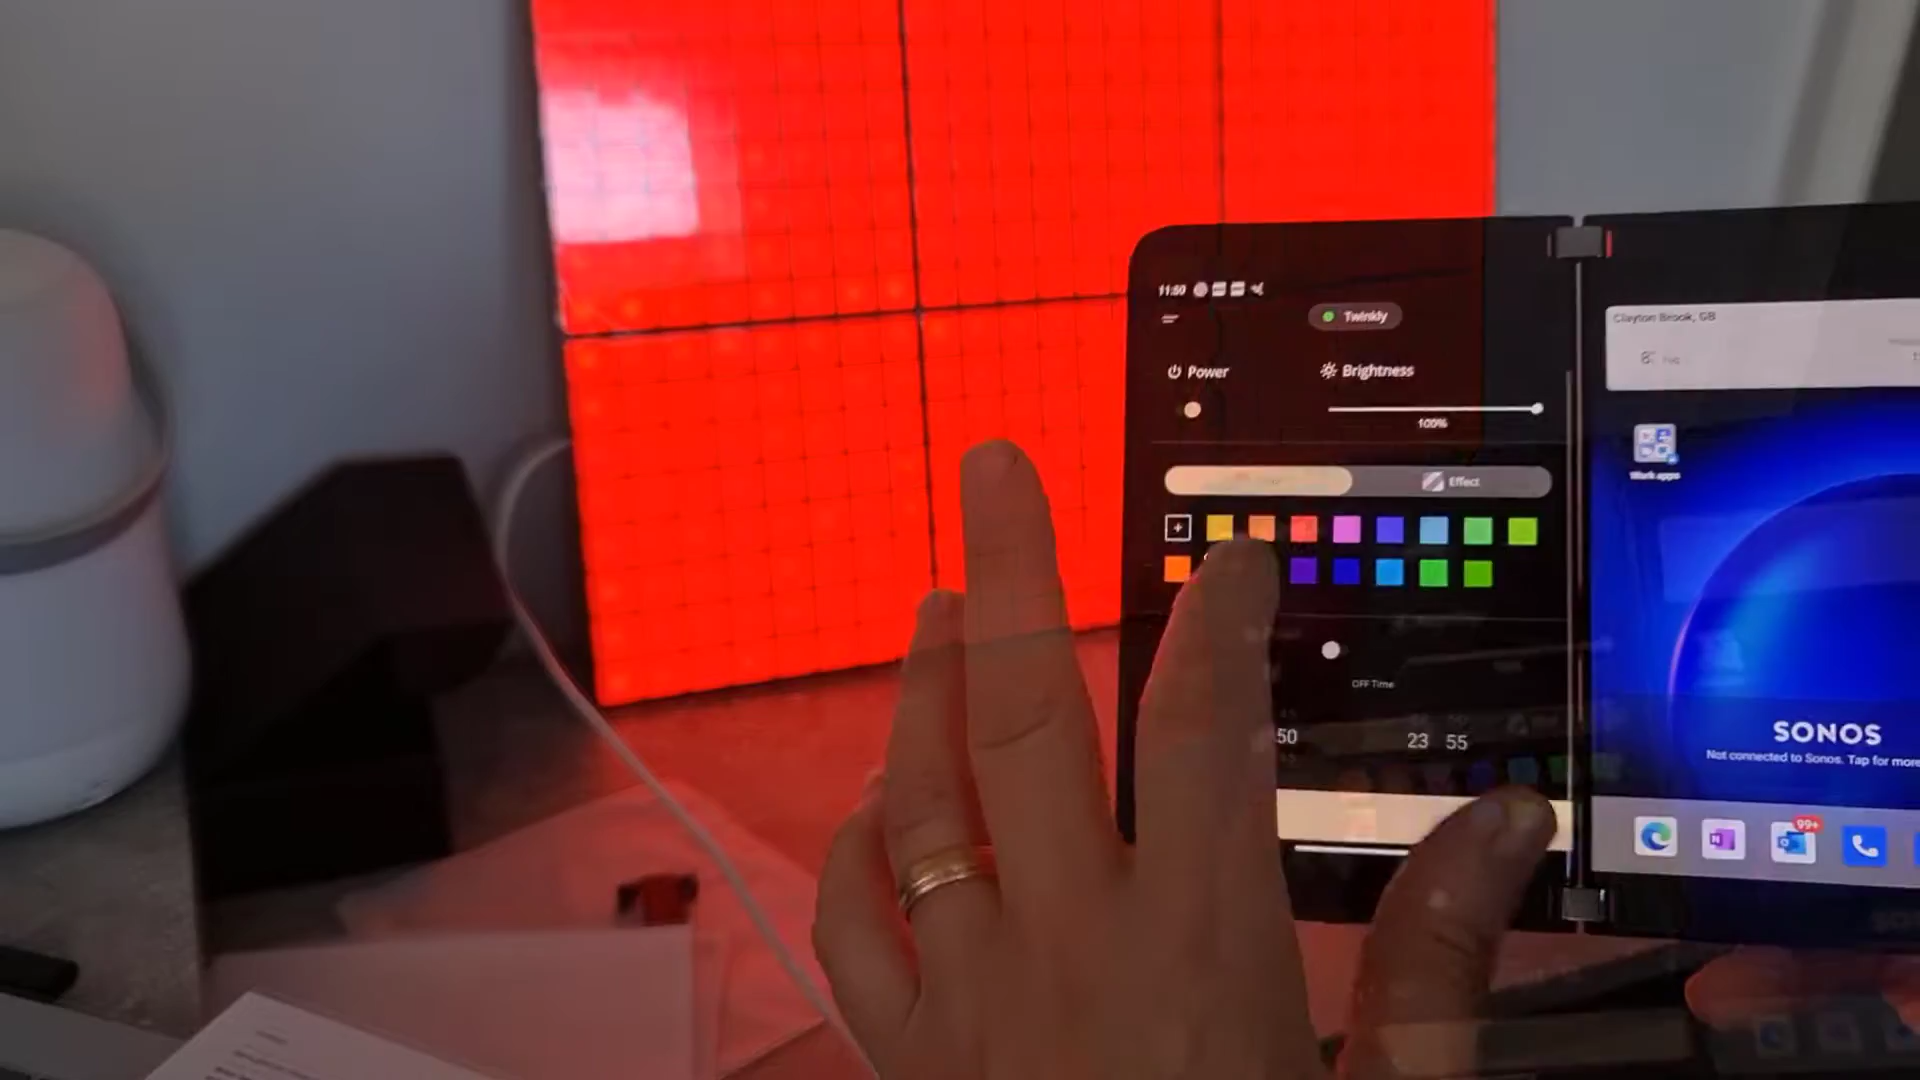 11:50
Twinkly
Power
Brightness
100%
Effect
+
OFF Time
50
23 55
Clayton Brook, GB
Work apps
SONOS
Not connected to Sonos. Tap for more
99+